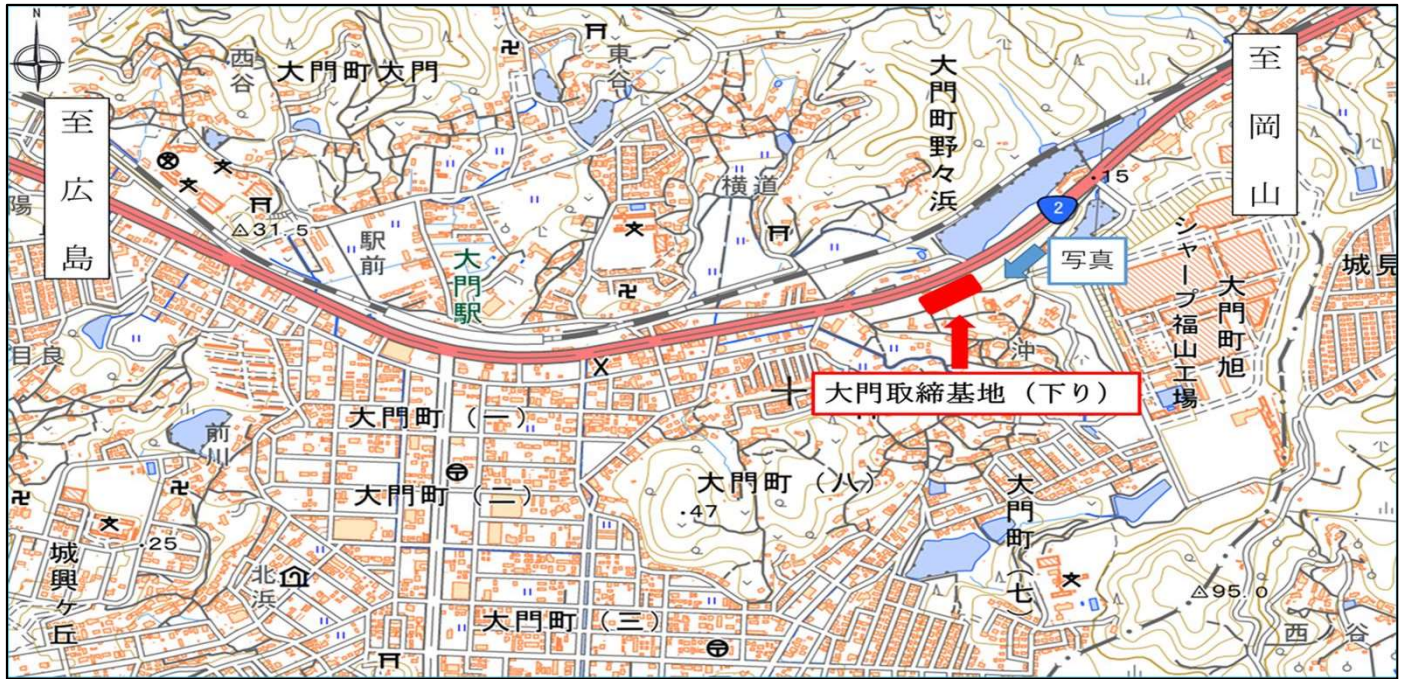 N
至広島
至岡山
西谷
大門町大門
東谷
大門町野々浜
陽
31.5
駅前
大門駅
横道
15
2
写真
シャープ福山工場
大門町旭
城見
目良
沖
大門取締基地（下り）
大門町（一）
前川
大門町（二）
大門町（八）
47
大門町（七）
25
城興ヶ丘
北浜
大門町（三）
95.0
西ノ谷